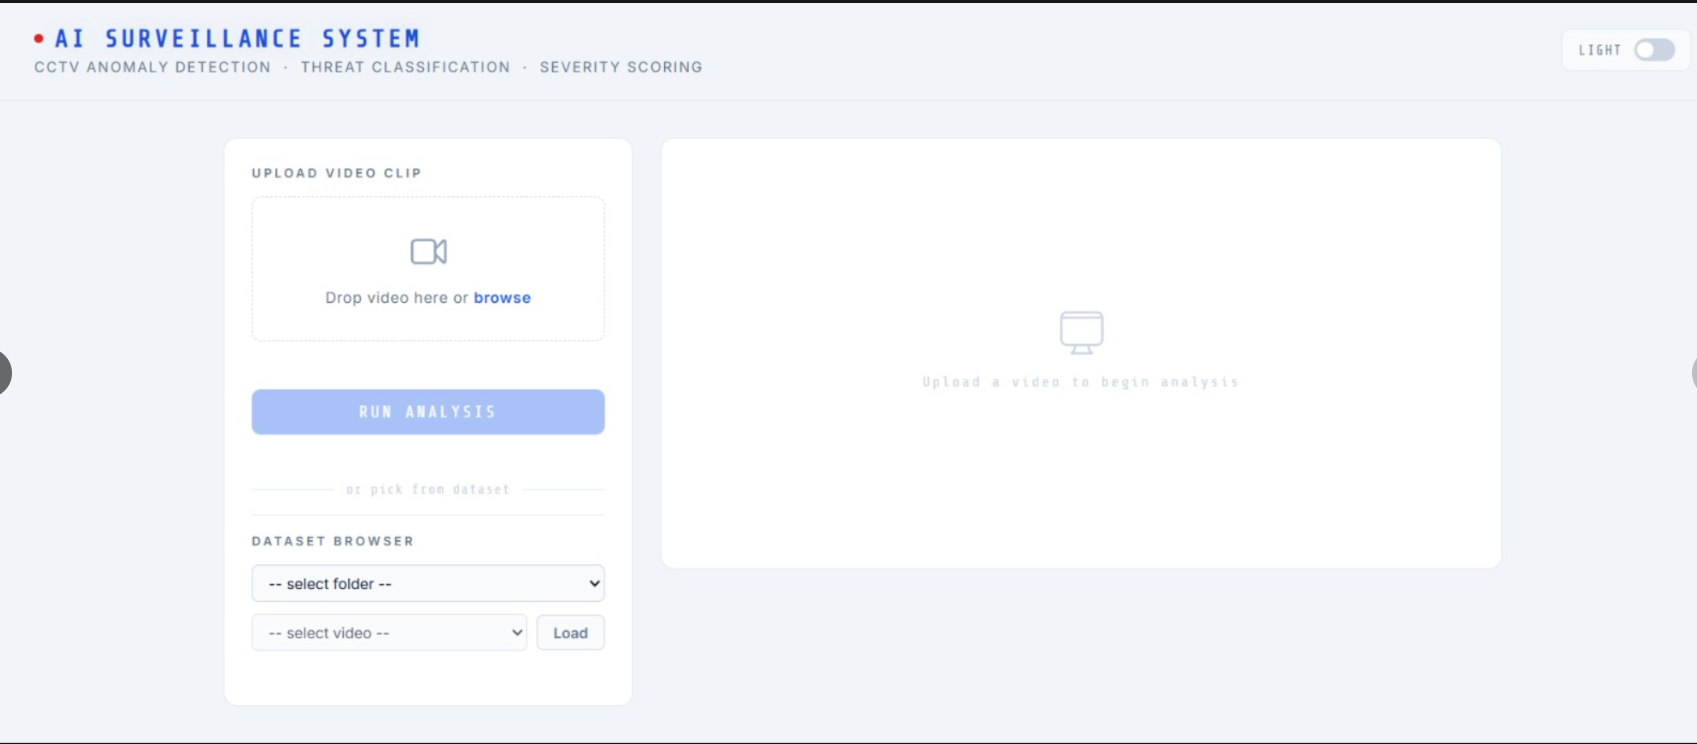 AI SURVEILLANCE SYSTEM
CCTV ANOMALY DETECTION · THREAT CLASSIFICATION · SEVERITY SCORING
LIGHT
UPLOAD VIDEO CLIP
Drop video here or browse
RUN ANALYSIS
or pick from dataset
DATASET BROWSER
-- select folder --
-- select video --
Load
Upload a video to begin analysis